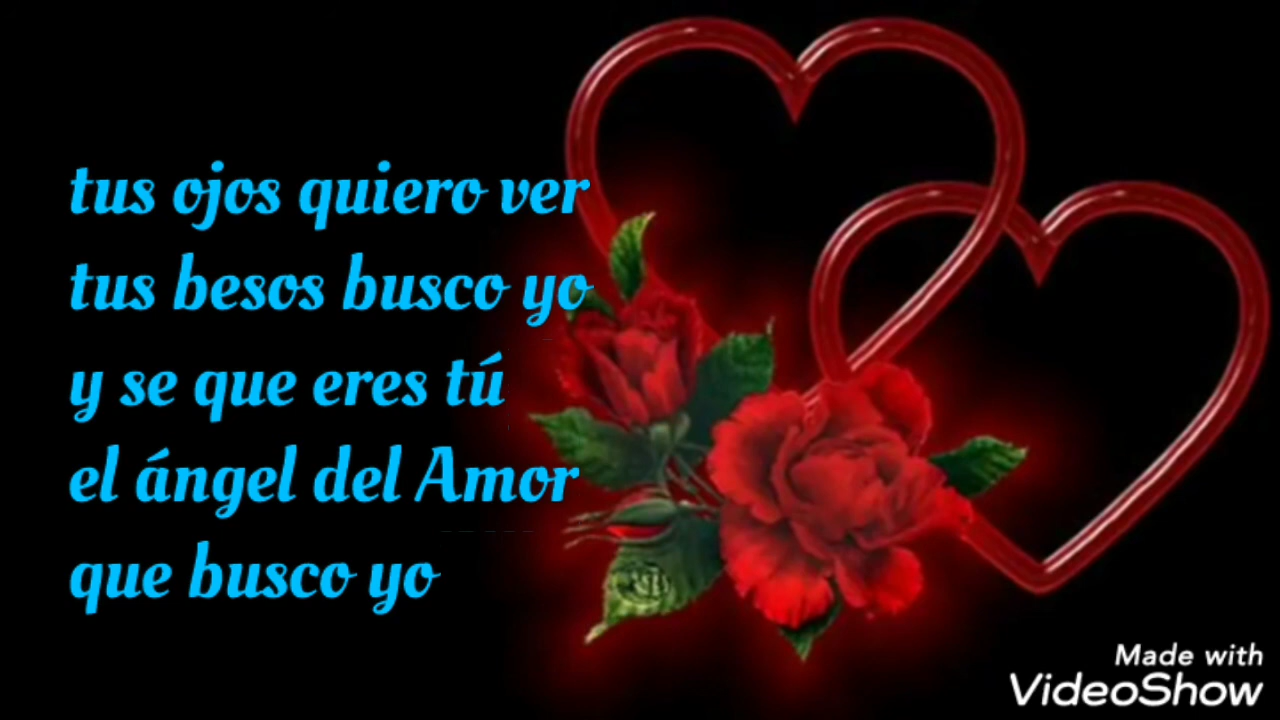 tus ojos quiero ver
tus besos busco yo
y se que eres tú
el ángel del Amor
que busco yo
Made with
VideoShow